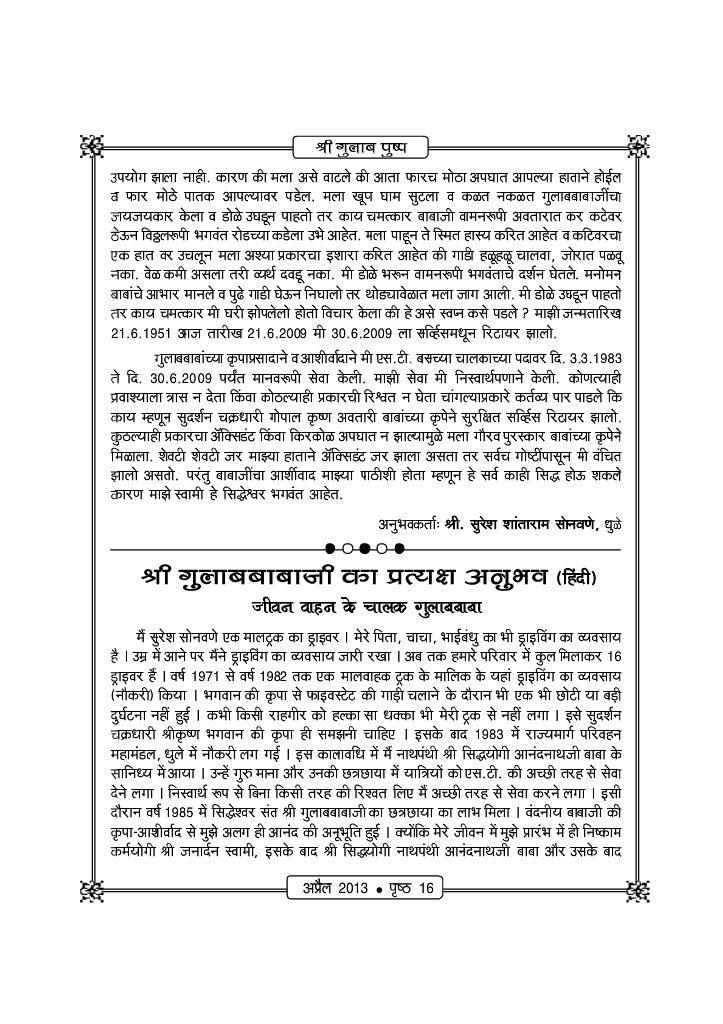 श्री गुलाब पुष्प
उपयोग झाला नाही. कारण की मला असे वाटले की आता फारच मोठा अपघात आपल्या हाताने होईल
व फार मोठे पातक आपल्यावर पडेल. मला खूप घाम सुटला व कळत नकळत गुलाबबाबाजींचा
जयजयकार केला व डोळे उघडून पाहतो तर काय चमत्कार बाबाजी वामनरूपी अवतारात कर कटेवर
ठेऊन विठ्ठलरूपी भगवंत रोडच्या कडेला उभे आहेत. मला पाहून ते स्मित हास्य करित आहेत व कटिवरचा
एक हात वर उचलून मला अश्या प्रकारचा इशारा करित आहेत की गाडी हळूहळू चालवा, जोरात पळवू
नका. वेळ कमी असला तरी व्यर्थ दवडू नका. मी डोळे भरून वामनरूपी भगवंताचे दर्शन घेतले. मनोमन
बाबांचे आभार मानले व पुढे गाडी घेऊन निघालो तर थोड्यावेळात मला जाग आली. मी डोळे उघडून पाहतो
तर काय चमत्कार मी घरी झोपलेलो होतो विचार केला की हे असे स्वप्न कसे पडले ? माझी जन्मतारिख
21.6.1951 आज तारीख 21.6.2009 मी 30.6.2009 ला सर्व्हिसमधून रिटायर झालो.
गुलाबबाबांच्या कृपाप्रसादाने व आशीर्वादाने मी एस.टी. बसच्या चालकाच्या पदावर दि. 3.3.1983
ते दि. 30.6.2009 पर्यंत मानवरूपी सेवा केली. माझी सेवा मी निस्वार्थपणाने केली. कोणत्याही
प्रवाश्याला त्रास न देता किंवा कोठल्याही प्रकारची रिश्वत न घेता चांगल्याप्रकारे कर्तव्य पार पाडले कि
काय म्हणून सुदर्शन चक्रधारी गोपाल कृष्ण अवतारी बाबांच्या कृपेने सुरक्षित सर्व्हिस रिटायर झालो.
कुठल्याही प्रकारचा ॲक्सिडंट किंवा किरकोळ अपघात न झाल्यामुळे मला गौरव पुरस्कार बाबांच्या कृपेने
मिळाला. शेवटी शेवटी जर माझ्या हाताने ॲक्सिडंट जर झाला असता तर सर्वच गोष्टींपासून मी वंचित
झालो असतो. परंतु बाबाजींचा आर्शीवाद माझ्या पाठीशी होता म्हणून हे सर्व काही सिद्ध होऊ शकले
कारण माझे स्वामी हे सिद्धेश्वर भगवंत आहेत.
अनुभवकर्ताः श्री. सुरेश शांताराम सोनवणे, धुळे
श्री गुलाबबाबाजी का प्रत्यक्ष अनुभव (हिंदी)
जीवन वाहन के चालक गुलाबबाबा
मैं सुरेश सोनवणे एक मालट्रक का ड्राइवर । मेरे पिता, चाचा, भाईबंधु का भी ड्राइविंग का व्यवसाय
है । उम्र में आने पर मैंने ड्राइविंग का व्यवसाय जारी रखा । अब तक हमारे परिवार में कुल मिलाकर 16
ड्राइवर हैं । वर्ष 1971 से वर्ष 1982 तक एक मालवाहक ट्रक के मालिक के यहां ड्राइविंग का व्यवसाय
(नौकरी) किया । भगवान की कृपा से फाइवस्टेट की गाड़ी चलाने के दौरान भी एक भी छोटी या बड़ी
दुर्घटना नहीं हुई । कभी किसी राहगीर को हल्का सा धक्का भी मेरी ट्रक से नहीं लगा । इसे सुदर्शन
चक्रधारी श्रीकृष्ण भगवान की कृपा ही समझनी चाहिए । इसके बाद 1983 में राज्यमार्ग परिवहन
महामंडल, धुले में नौकरी लग गई । इस कालावधि में मैं नाथपंथी श्री सिद्धयोगी आनंदनाथजी बाबा के
सानिध्य में आया । उन्हें गुरु माना और उनकी छत्रछाया में यात्रियों को एस.टी. की अच्छी तरह से सेवा
देने लगा । निस्वार्थ रूप से बिना किसी तरह की रिश्वत लिए मैं अच्छी तरह से सेवा करने लगा । इसी
दौरान वर्ष 1985 में सिद्धेश्वर संत श्री गुलाबबाबाजी का छत्रछाया का लाभ मिला । वंदनीय बाबाजी की
कृपा-आशीर्वाद से मुझे अलग ही आनंद की अनूभूति हुई । क्योंकि मेरे जीवन में मुझे प्रारंभ में ही निष्काम
कर्मयोगी श्री जनार्दन स्वामी, इसके बाद श्री सिद्धयोगी नाथपंथी आनंदनाथजी बाबा और उसके बाद
अप्रैल 2013 ● पृष्ठ 16